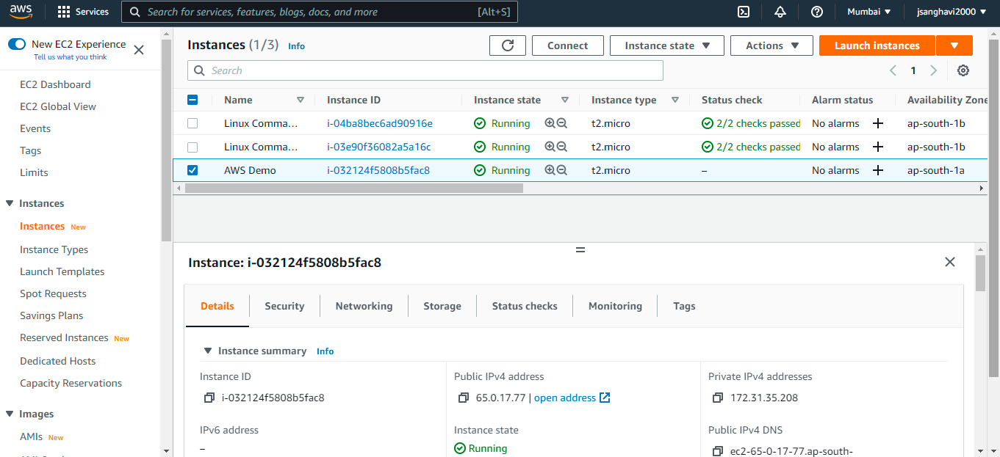 aws Services Search for services, features, blogs, docs, and more [Alt+S] Mumbai jsanghavi2000
New EC2 Experience
Tell us what you think
EC2 Dashboard
EC2 Global View
Events
Tags
Limits
Instances
Instances New
Instance Types
Launch Templates
Spot Requests
Savings Plans
Reserved Instances New
Dedicated Hosts
Capacity Reservations
Images
AMIs New
Instances (1/3) Info Connect Instance state Actions Launch instances
Search 1
Name Instance ID Instance state Instance type Status check Alarm status Availability Zone
Linux Comma... i-04ba8bec6ad90916e Running t2.micro 2/2 checks passed No alarms + ap-south-1b
Linux Comma... i-03e90f36082a5a16c Running t2.micro 2/2 checks passed No alarms + ap-south-1b
AWS Demo i-032124f5808b5fac8 Running t2.micro – No alarms + ap-south-1a
Instance: i-032124f5808b5fac8
Details Security Networking Storage Status checks Monitoring Tags
Instance summary Info
Instance ID Public IPv4 address Private IPv4 addresses
i-032124f5808b5fac8 65.0.17.77 | open address 172.31.35.208
IPv6 address Instance state Public IPv4 DNS
– Running ec2-65-0-17-77.ap-south-